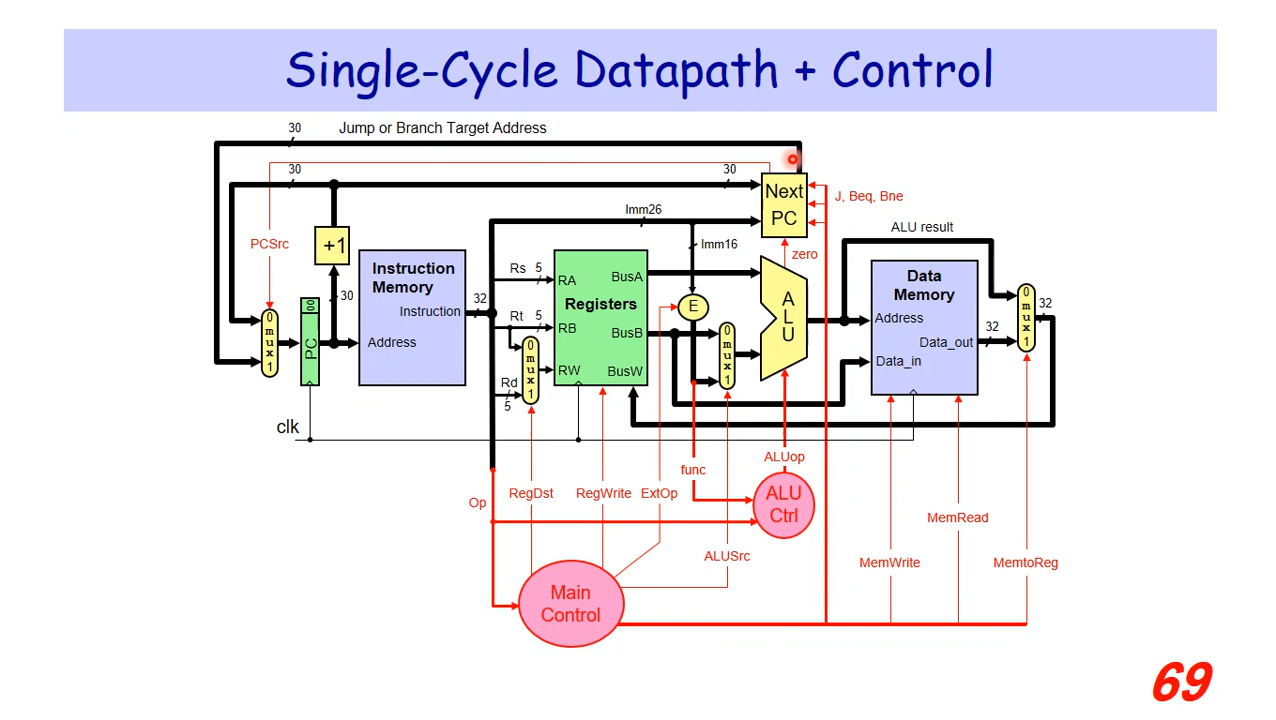 Single-Cycle Datapath + Control
30
Jump or Branch Target Address
30
30
Next
PC
J, Beq, Bne
Imm26
PCSrc
+1
Imm16
zero
ALU result
Instruction
Memory
Instruction
Address
30
32
Rs
5
RA
BusA
Registers
Rt
5
RB
BusB
Rd
5
RW
BusW
0
m
u
x
1
E
0
m
u
x
1
A
L
U
Data
Memory
Address
Data_out
Data_in
32
0
m
u
x
1
32
0
m
u
x
1
PC
00
clk
Op
RegDst
RegWrite
ExtOp
func
ALUop
ALU
Ctrl
ALUSrc
MemRead
MemWrite
MemtoReg
Main
Control
69